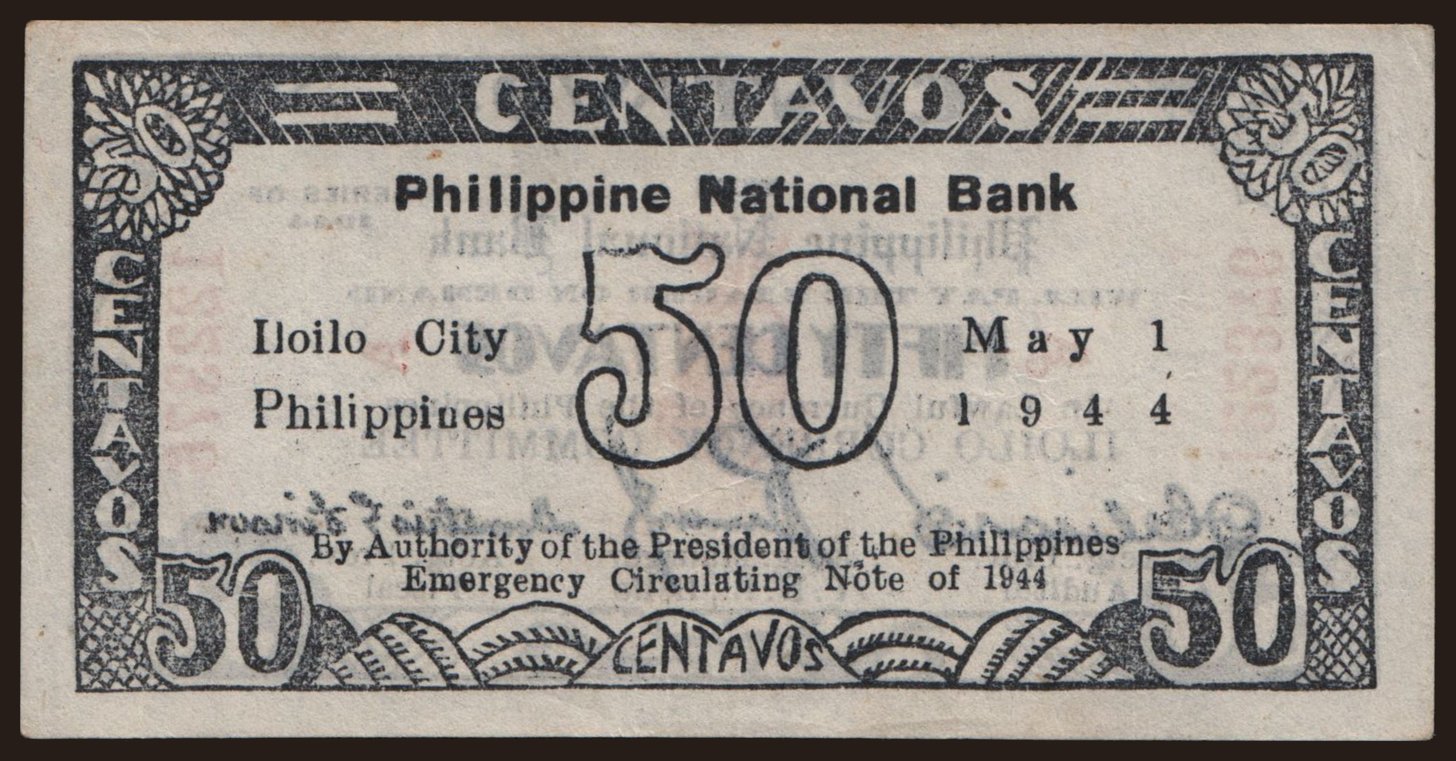 CENTAVOS
50 50
Philippine National Bank
50
CENTAVOS CENTAVOS
Iloilo City May 1
Philippines 1944
By Authority of the President of the Philippines
Emergency Circulating Note of 1944
50 CENTAVOS 50